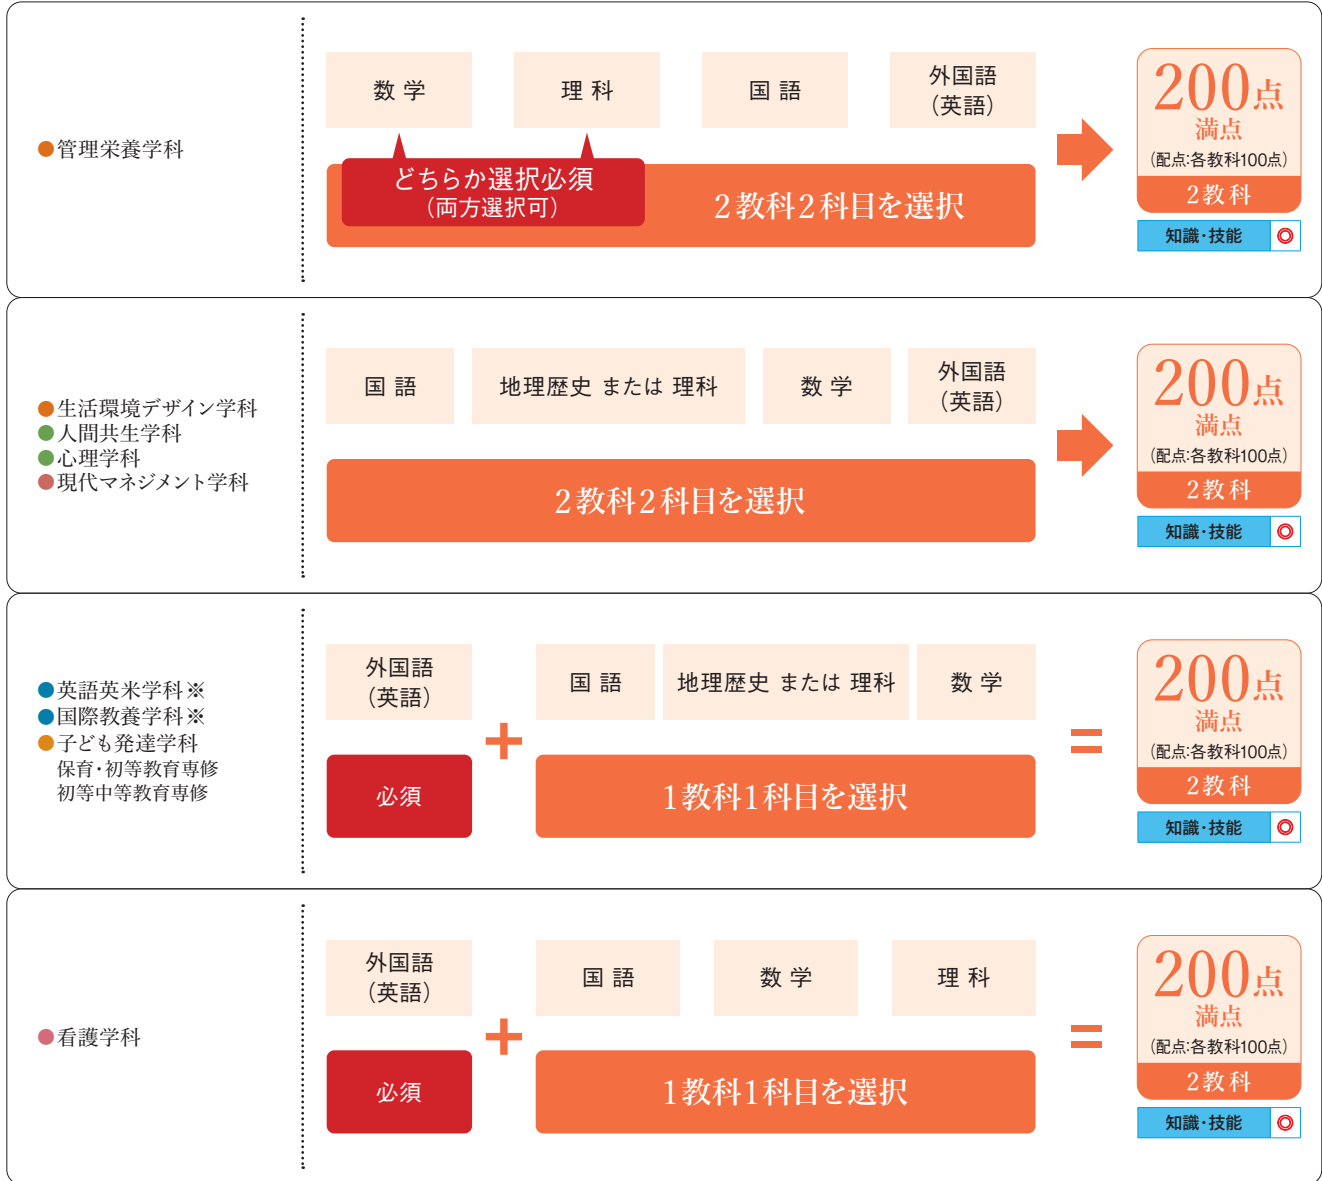 ●管理栄養学科
数学
理科
国語
外国語
(英語)
どちらか選択必須
(両方選択可)
2教科2科目を選択
200点
満点
(配点:各教科100点)
2教科
知識・技能 ◎
●生活環境デザイン学科
●人間共生学科
●心理学科
●現代マネジメント学科
国語
地理歴史 または 理科
数学
外国語
(英語)
2教科2科目を選択
200点
満点
(配点:各教科100点)
2教科
知識・技能 ◎
●英語英米学科※
●国際教養学科※
●子ども発達学科
保育・初等教育専修
初等中等教育専修
外国語
(英語)
必須
+
国語
地理歴史 または 理科
数学
1教科1科目を選択
=
200点
満点
(配点:各教科100点)
2教科
知識・技能 ◎
●看護学科
外国語
(英語)
必須
+
国語
数学
理科
1教科1科目を選択
=
200点
満点
(配点:各教科100点)
2教科
知識・技能 ◎